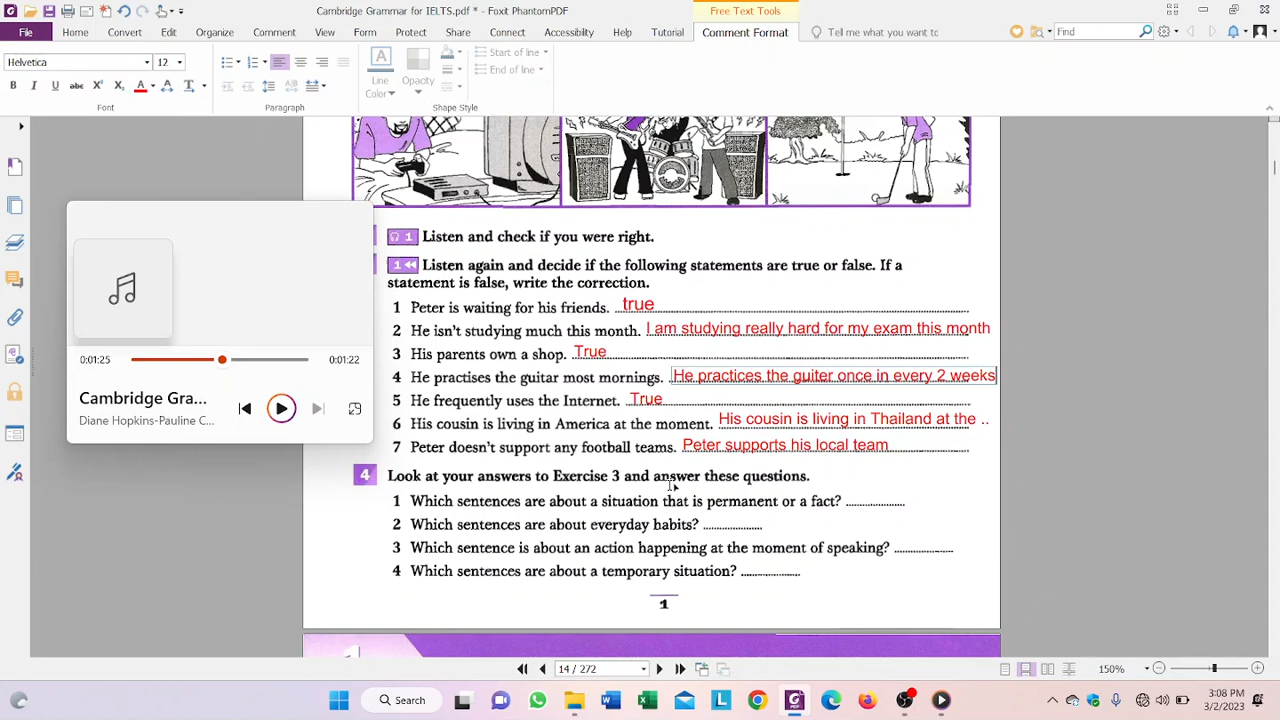 Cambridge Grammar for IELTS.pdf * - Foxit PhantomPDF
Free Text Tools
File Home Convert Edit Organize Comment View Form Protect Share Connect Accessibility Help Tutorial Comment Format Tell me what you want to do Find
Helvetica 12
Start of line
End of line
Line Color
Opacity
Font Paragraph Shape Style
1 Listen and check if you were right.
1 Listen again and decide if the following statements are true or false. If a
statement is false, write the correction.
1 Peter is waiting for his friends. true
2 He isn't studying much this month. I am studying really hard for my exam this month
3 His parents own a shop. True
4 He practises the guitar most mornings. He practices the guiter once in every 2 weeks
5 He frequently uses the Internet. True
6 His cousin is living in America at the moment. His cousin is living in Thailand at the ..
7 Peter doesn't support any football teams. Peter supports his local team
0:01:25 0:01:22
Cambridge Gra...
Diana Hopkins-Pauline C...
4 Look at your answers to Exercise 3 and answer these questions.
1 Which sentences are about a situation that is permanent or a fact?
2 Which sentences are about everyday habits?
3 Which sentence is about an action happening at the moment of speaking?
4 Which sentences are about a temporary situation?
1
1
14 / 272 150%
Search
3:08 PM